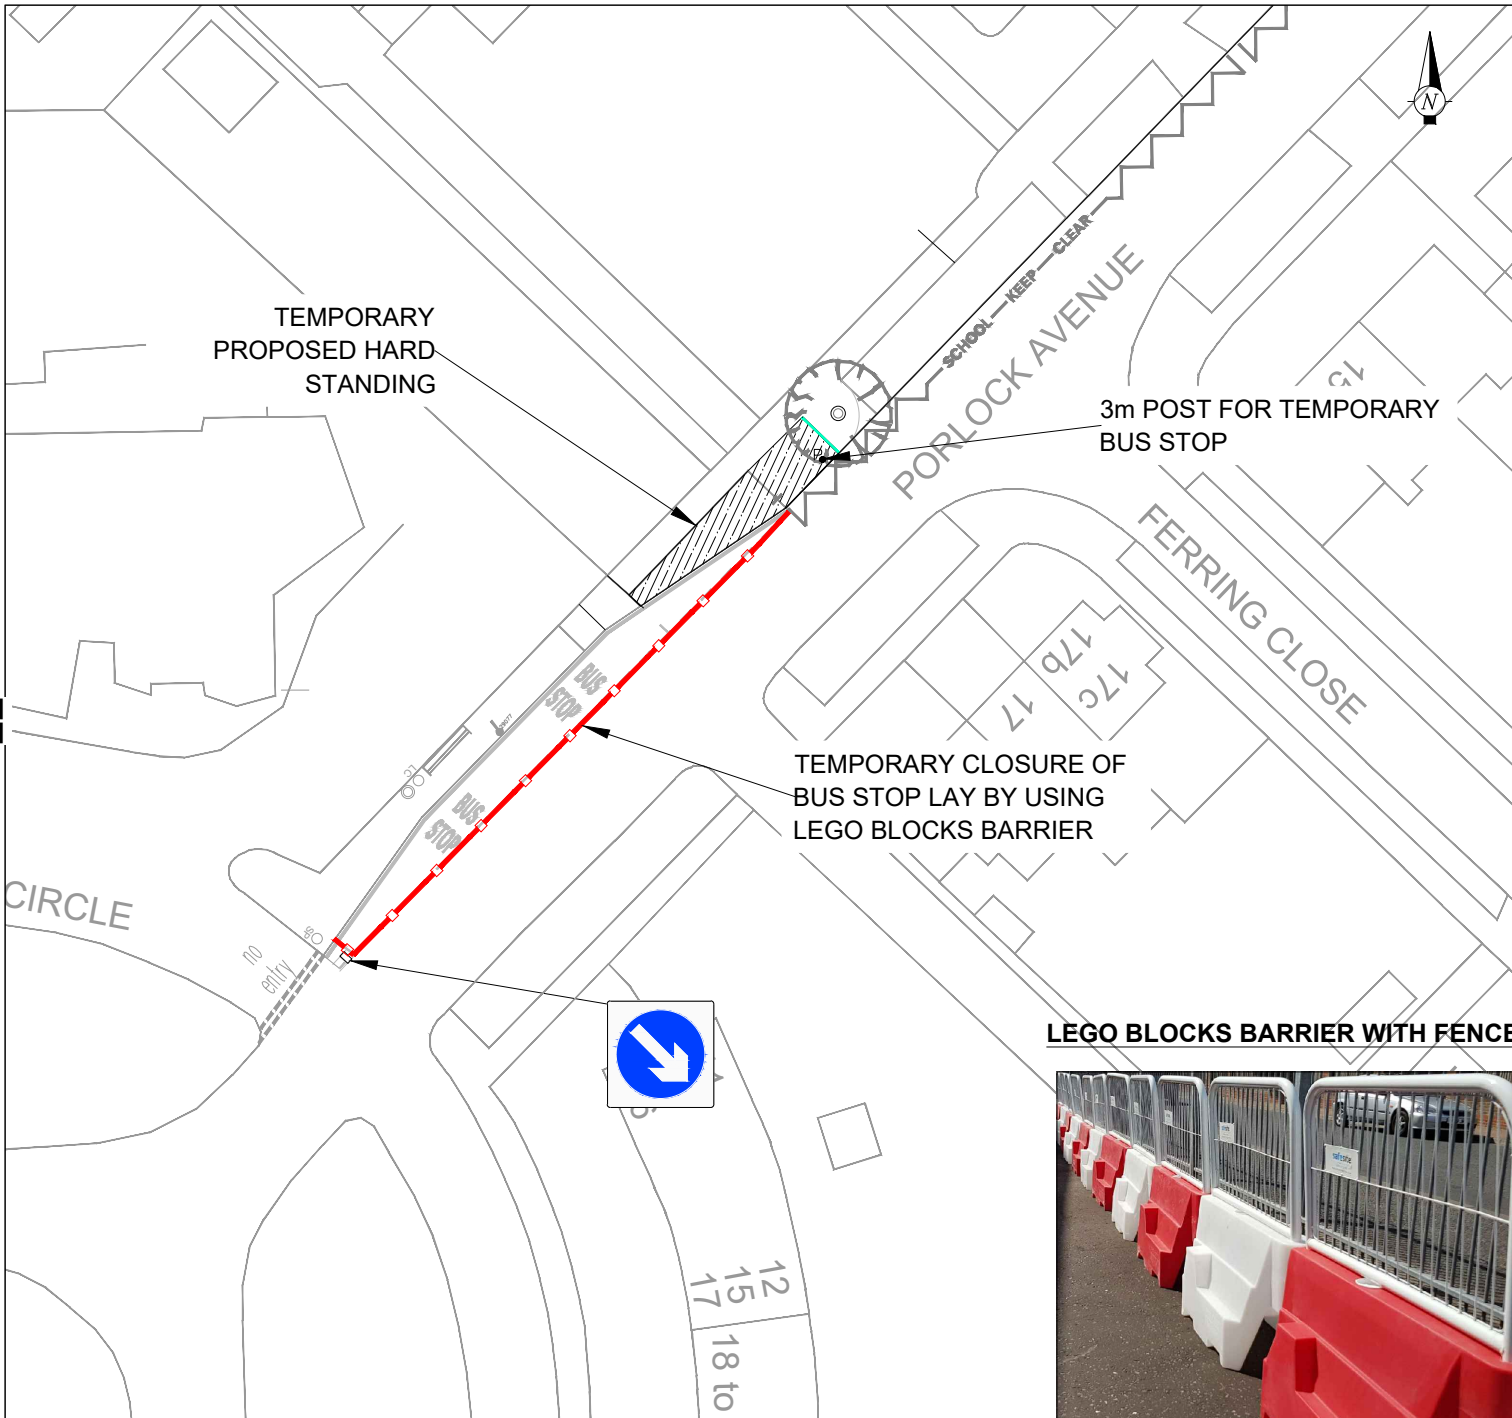 N
TEMPORARY
PROPOSED HARD
STANDING
SCHOOL KEEP CLEAR
PORLOCK AVENUE
15
3m POST FOR TEMPORARY
BUS STOP
P
FERRING CLOSE
17b
17c
17
BUS
STOP
BUS
STOP
TEMPORARY CLOSURE OF
BUS STOP LAY BY USING
LEGO BLOCKS BARRIER
CIRCLE
no
entry
LEGO BLOCKS BARRIER WITH FENCE
safesite
12
15
17
18 to